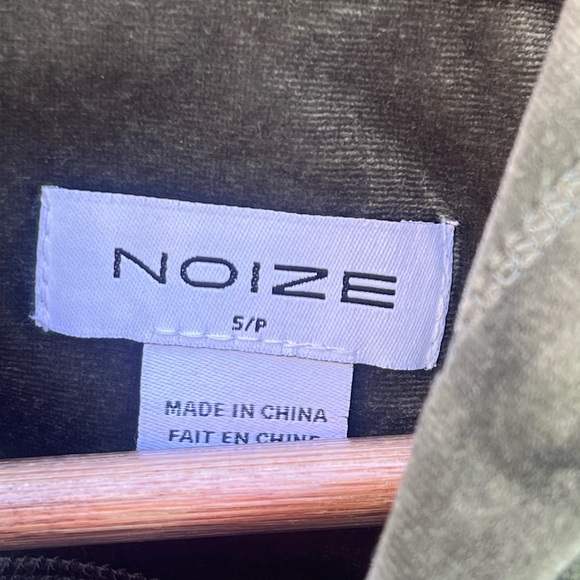 NOIZE
S/P
MADE IN CHINA
FAIT EN CHINE